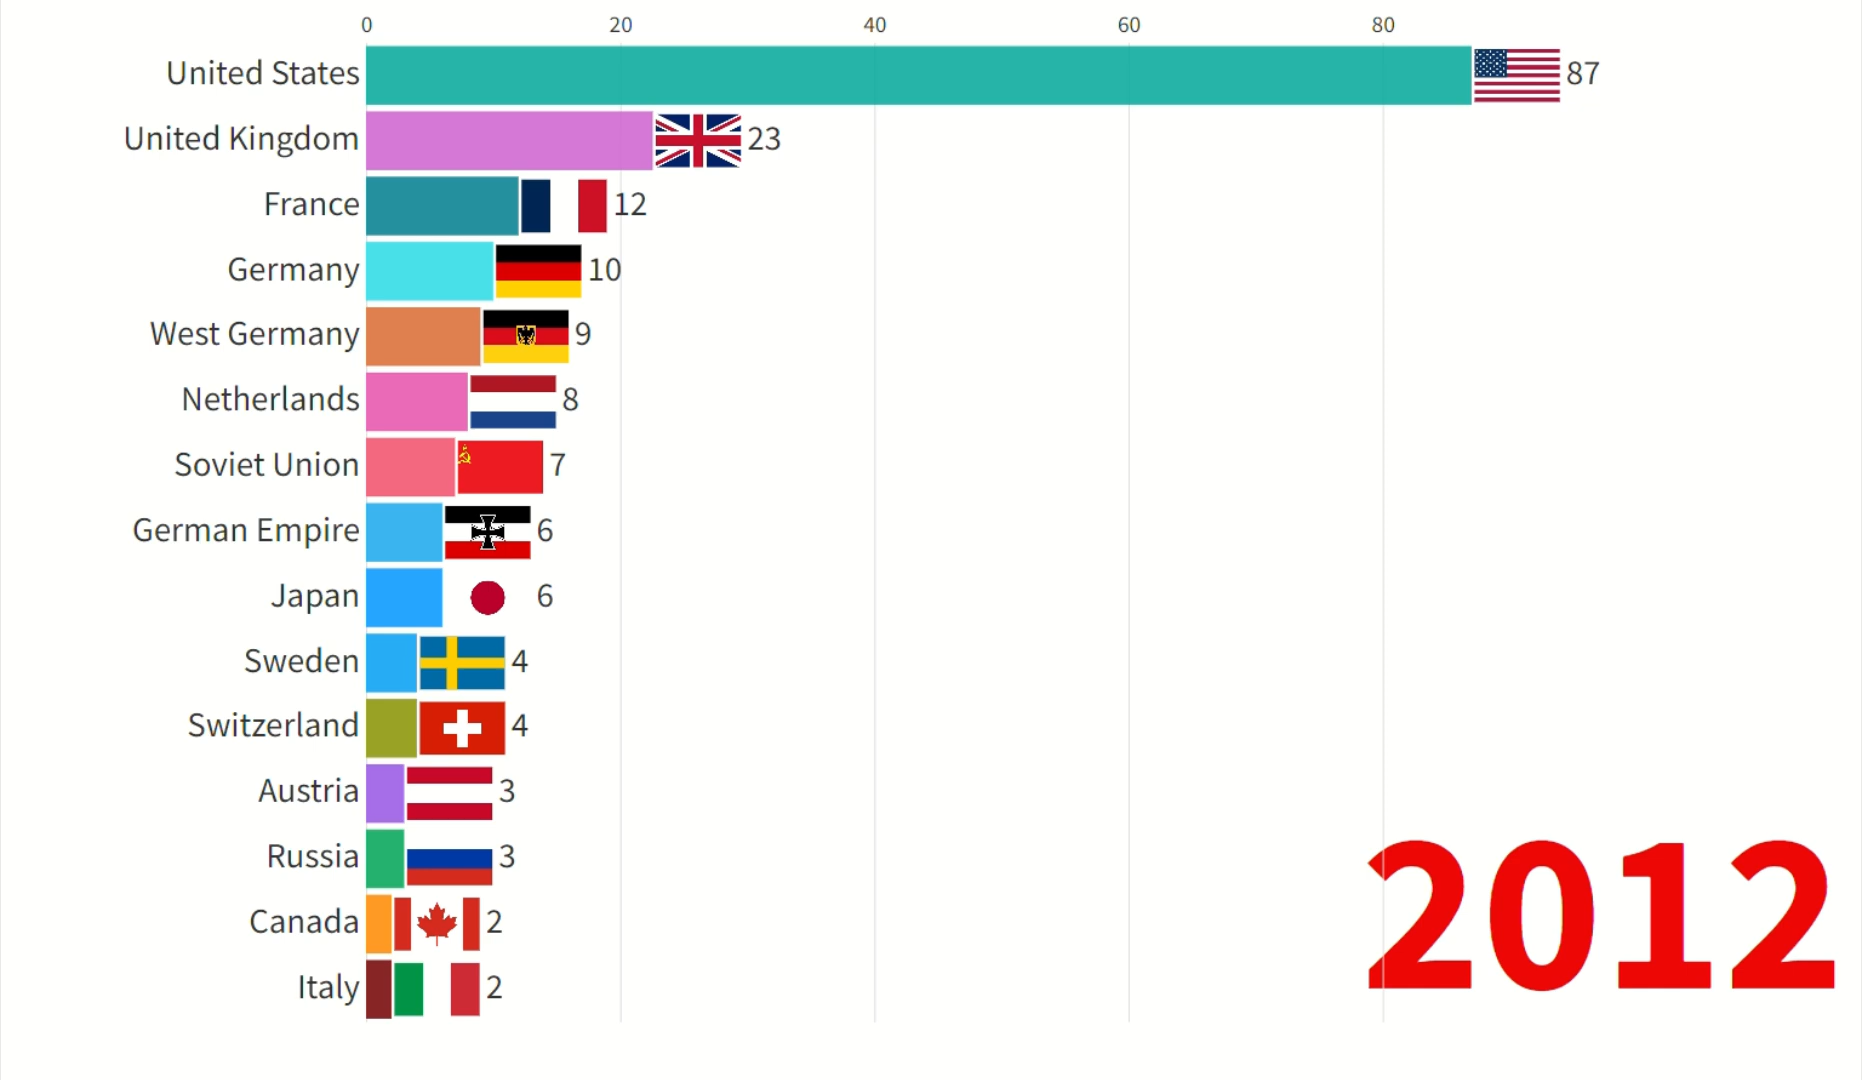 0 20 40 60 80
United States 87
United Kingdom 23
France 12
Germany 10
West Germany 9
Netherlands 8
Soviet Union 7
German Empire 6
Japan 6
Sweden 4
Switzerland 4
Austria 3
Russia 3
Canada 2
Italy 2
2012